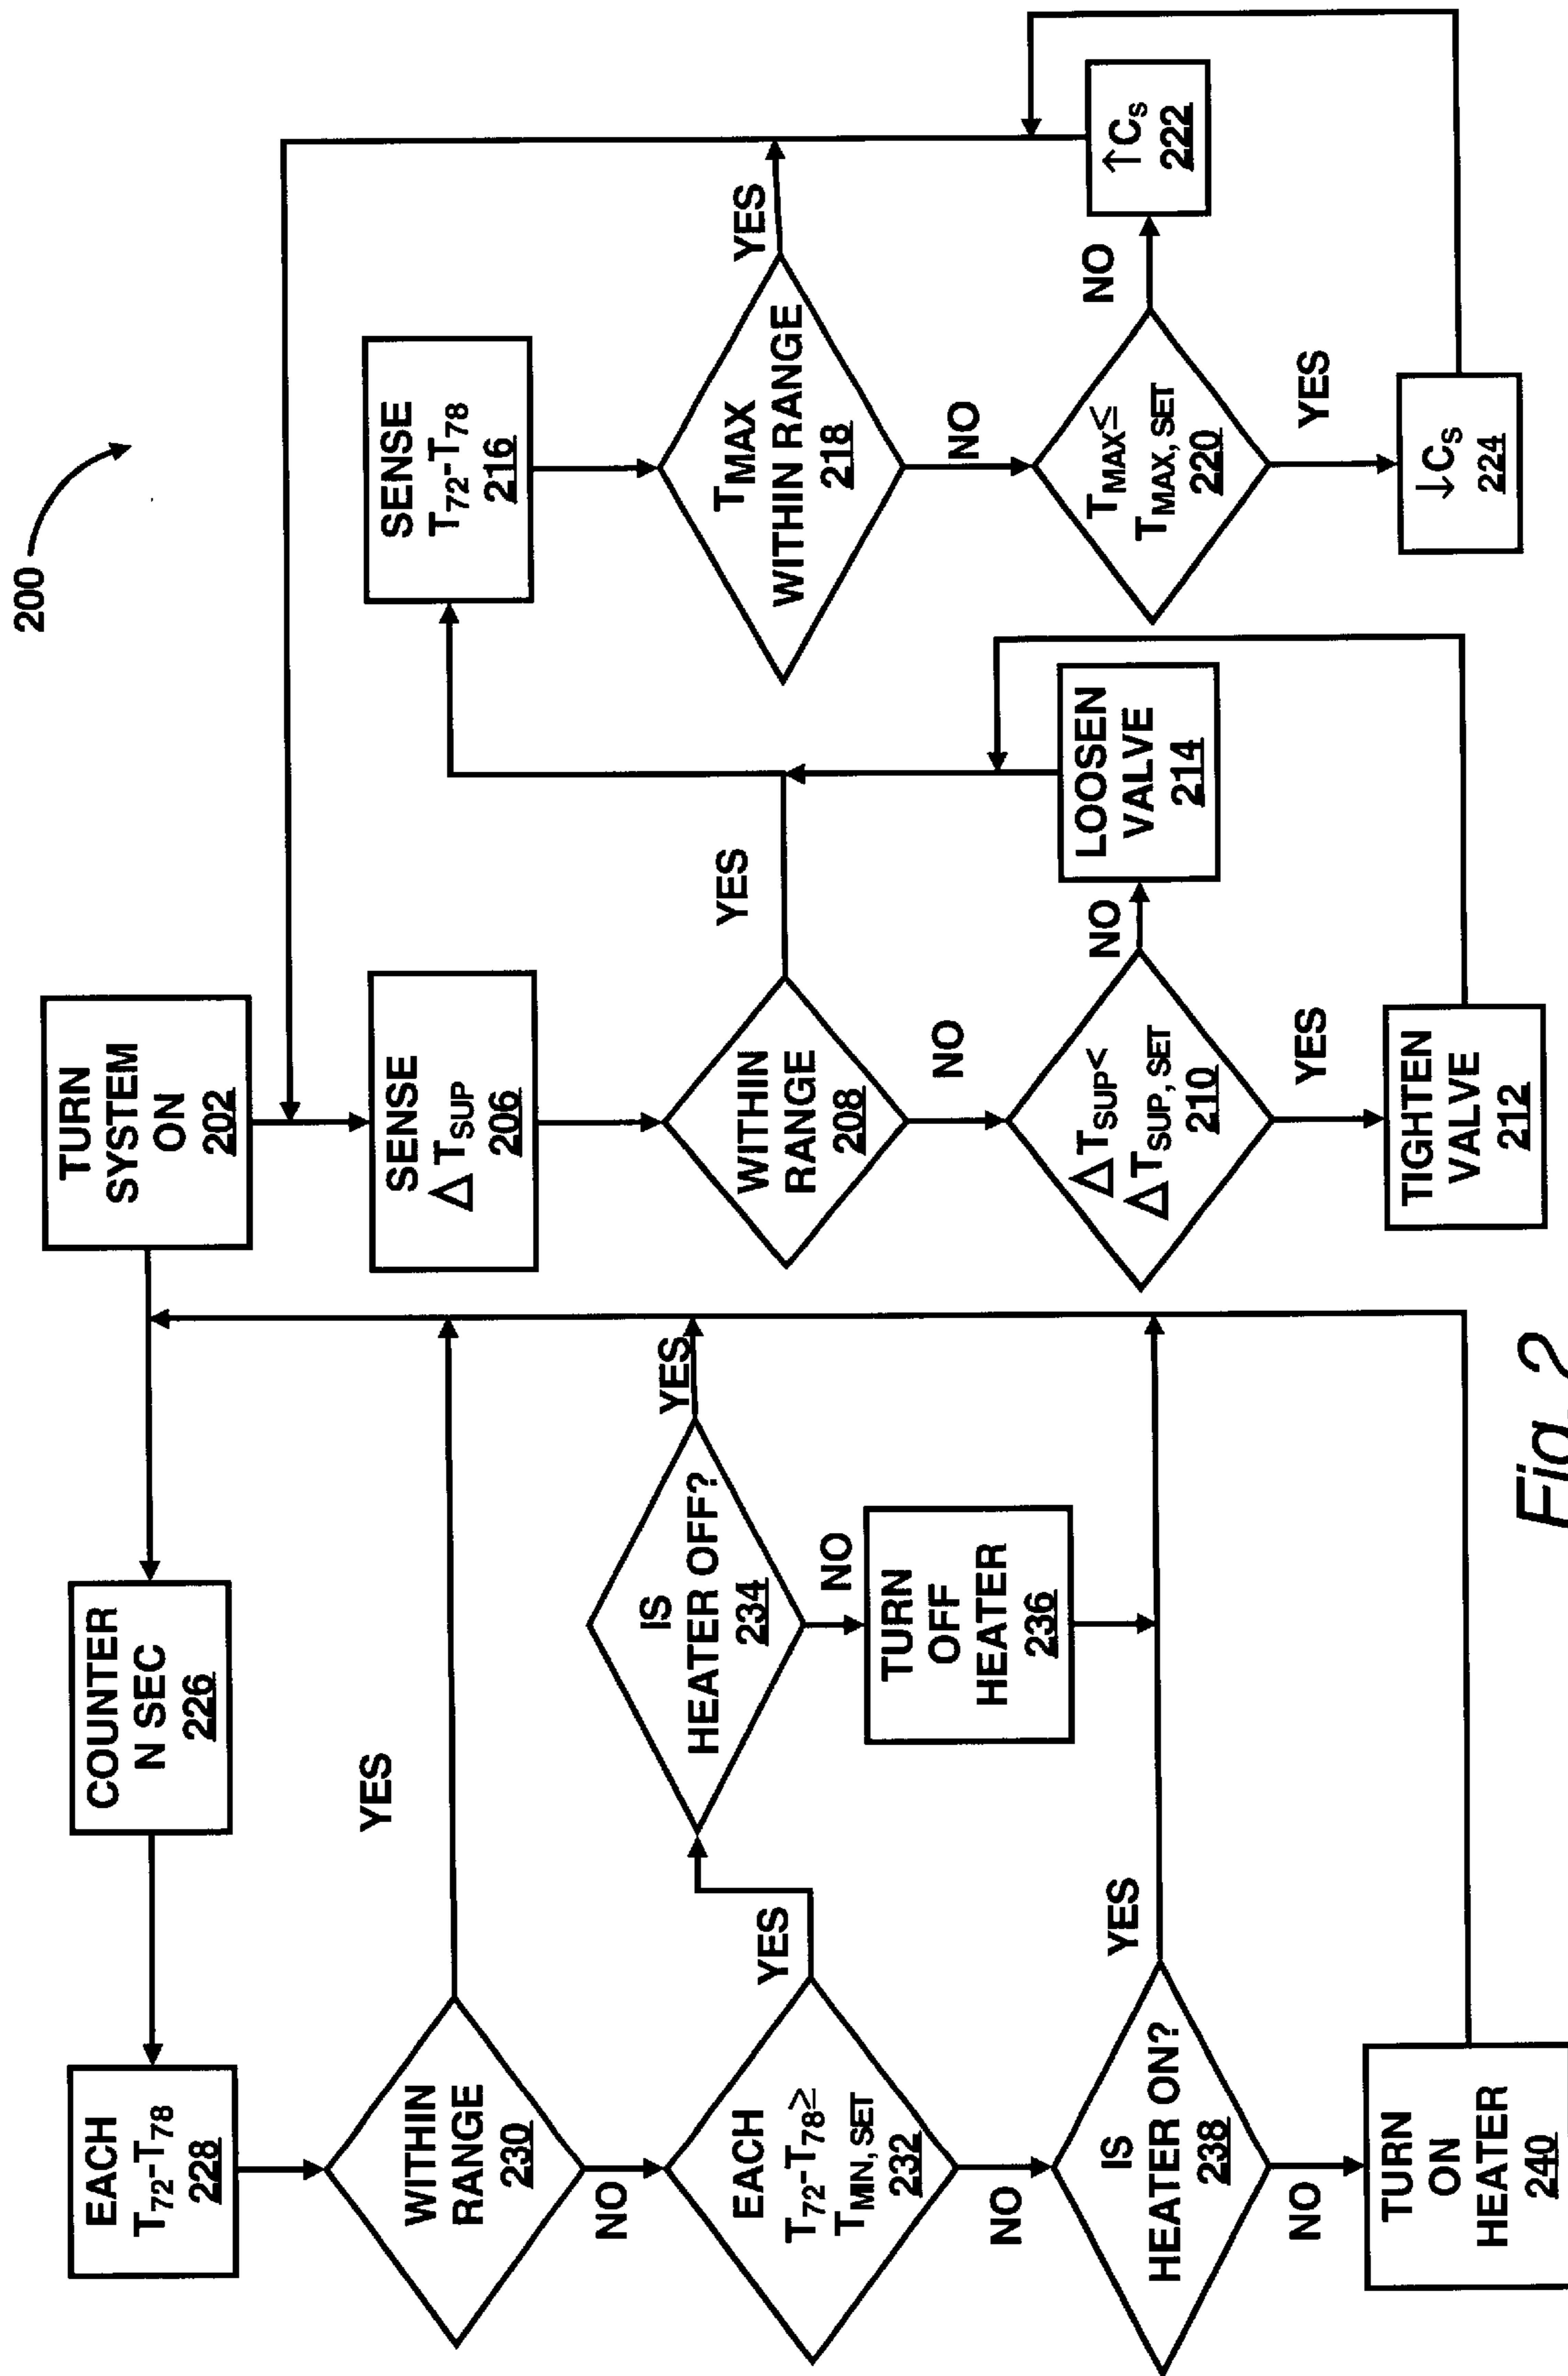 200
TURN
SYSTEM
ON
202
COUNTER
N SEC
226
EACH
T72-T78
228
WITHIN
RANGE
230
YES
NO
EACH
T72-T78≥
TMIN, SET
232
YES
NO
IS
HEATER OFF?
234
YES
NO
TURN
OFF
HEATER
236
IS
HEATER ON?
238
YES
NO
TURN
ON
HEATER
240
SENSE
ΔTSUP
206
WITHIN
RANGE
208
YES
NO
ΔTSUP<
ΔTSUP, SET
210
NO
YES
LOOSEN
VALVE
214
TIGHTEN
VALVE
212
SENSE
T72-T78
216
TMAX
WITHIN RANGE
218
YES
NO
TMAX≤
TMAX, SET
220
NO
YES
↑CS
222
↓CS
224
Fig. 2